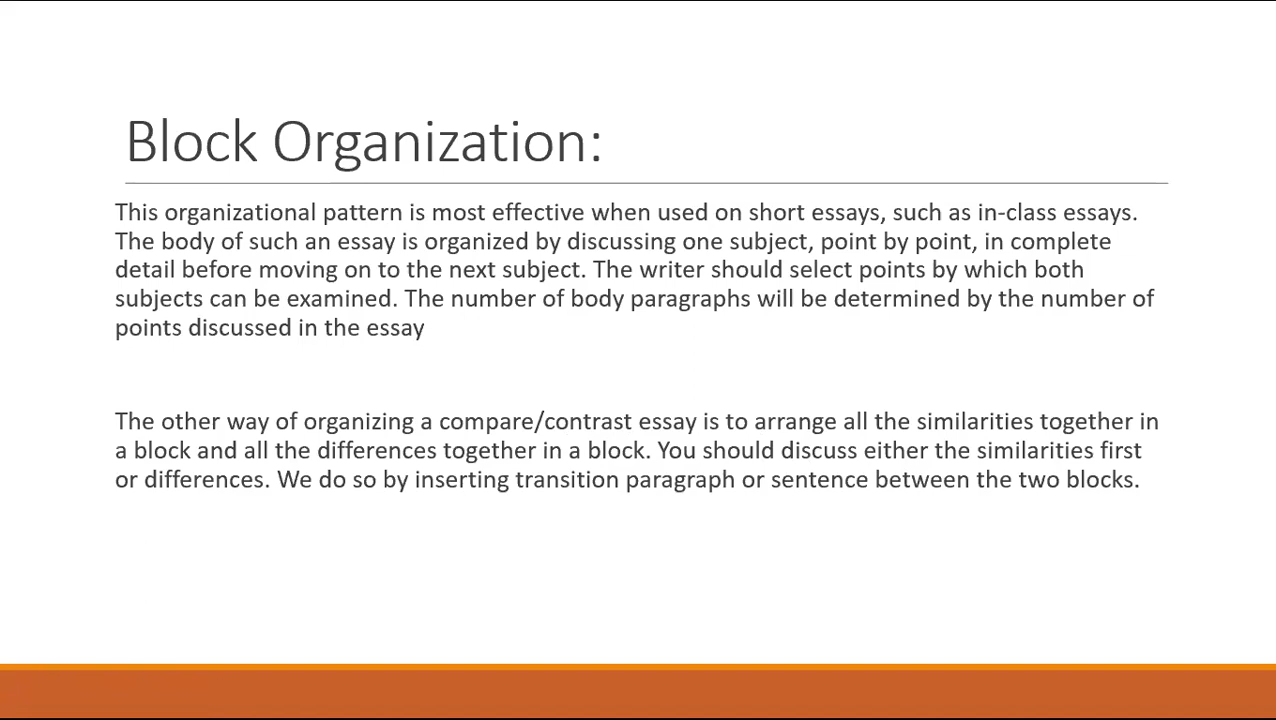 Block Organization:
This organizational pattern is most effective when used on short essays, such as in-class essays.
The body of such an essay is organized by discussing one subject, point by point, in complete
detail before moving on to the next subject. The writer should select points by which both
subjects can be examined. The number of body paragraphs will be determined by the number of
points discussed in the essay
The other way of organizing a compare/contrast essay is to arrange all the similarities together in
a block and all the differences together in a block. You should discuss either the similarities first
or differences. We do so by inserting transition paragraph or sentence between the two blocks.